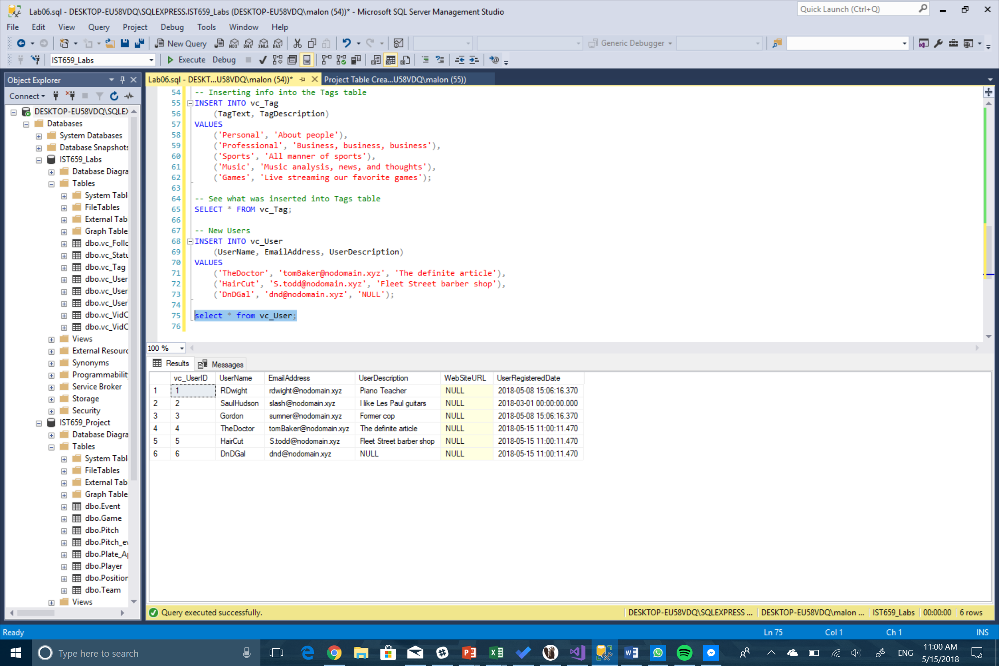 Lab06.sql - DESKTOP-EU58VDQ\SQLEXPRESS.IST659_Labs (DESKTOP-EU58VDQ\malon (54))* - Microsoft SQL Server Management Studio
Quick Launch (Ctrl+Q)
File Edit View Query Project Debug Tools Window Help
New Query MDX DMX XMLA DAX Generic Debugger
IST659_Labs Execute Debug
Object Explorer
Lab06.sql - DESKT...U58VDQ\malon (54))* Project Table Crea...U58VDQ\malon (55))
Connect
DESKTOP-EU58VDQ\SQLEX
Databases
System Databases
Database Snapshots
IST659_Labs
Database Diagra
Tables
System Tabl
FileTables
External Tab
Graph Table
dbo.vc_Follo
dbo.vc_Statu
dbo.vc_Tag
dbo.vc_User
dbo.vc_User
dbo.vc_User
dbo.vc_VidC
dbo.vc_VidC
Views
External Resourc
Synonyms
Programmability
Service Broker
Storage
Security
IST659_Project
Database Diagra
Tables
System Tabl
FileTables
External Tab
Graph Table
dbo.Event
dbo.Game
dbo.Pitch
dbo.Pitch_ev
dbo.Plate_Ap
dbo.Player
dbo.Position
dbo.Team
Views
54 -- Inserting info into the Tags table
55 INSERT INTO vc_Tag
56 (TagText, TagDescription)
57 VALUES
58 ('Personal', 'About people'),
59 ('Professional', 'Business, business, business'),
60 ('Sports', 'All manner of sports'),
61 ('Music', 'Music analysis, news, and thoughts'),
62 ('Games', 'Live streaming our favorite games');
63
64 -- See what was inserted into Tags table
65 SELECT * FROM vc_Tag;
66
67 -- New Users
68 INSERT INTO vc_User
69 (UserName, EmailAddress, UserDescription)
70 VALUES
71 ('TheDoctor', 'tomBaker@nodomain.xyz', 'The definite article'),
72 ('HairCut', 'S.todd@nodomain.xyz', 'Fleet Street barber shop'),
73 ('DnDGal', 'dnd@nodomain.xyz', 'NULL');
74
75 select * from vc_User;
76
100 %
Results Messages
vc_UserID UserName EmailAddress UserDescription WebSiteURL UserRegisteredDate
1 1 RDwight rdwight@nodomain.xyz Piano Teacher NULL 2018-05-08 15:06:16.370
2 2 SaulHudson slash@nodomain.xyz I like Les Paul guitars NULL 2018-03-01 00:00:00.000
3 3 Gordon sumner@nodomain.xyz Former cop NULL 2018-05-08 15:06:16.370
4 4 TheDoctor tomBaker@nodomain.xyz The definite article NULL 2018-05-15 11:00:11.470
5 5 HairCut S.todd@nodomain.xyz Fleet Street barber shop NULL 2018-05-15 11:00:11.470
6 6 DnDGal dnd@nodomain.xyz NULL NULL 2018-05-15 11:00:11.470
Query executed successfully. DESKTOP-EU58VDQ\SQLEXPRESS ... DESKTOP-EU58VDQ\malon ... IST659_Labs 00:00:00 6 rows
Ready Ln 75 Col 1 Ch 1 INS
Type here to search ENG 11:00 AM
5/15/2018